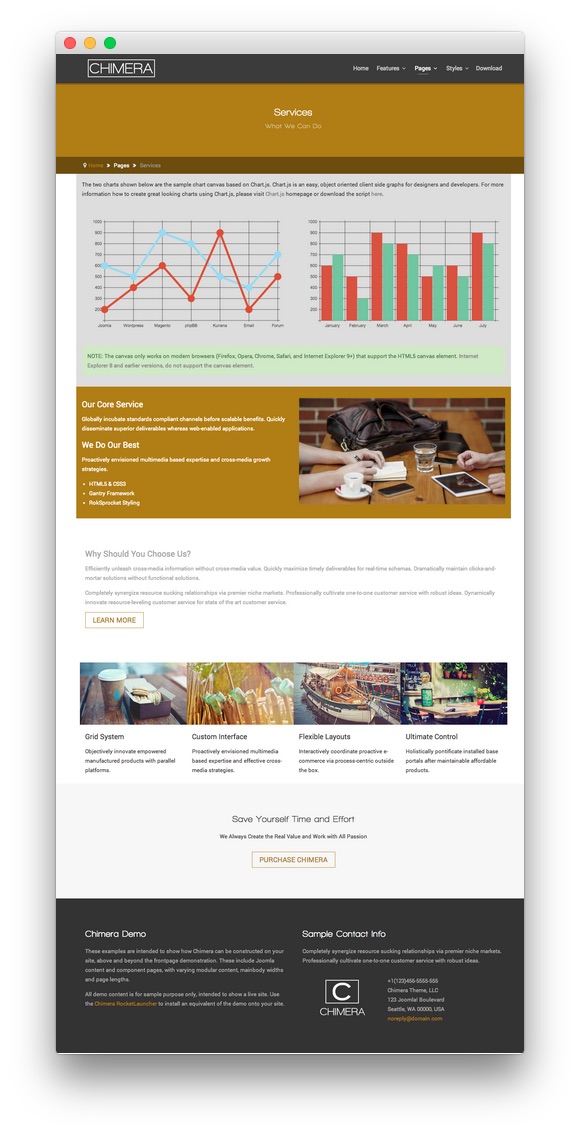 CHIMERA
Home Features Pages Styles Download
Services
What We Can Do
Home » Pages » Services
The two charts shown below are the sample chart canvas based on Chart.js. Chart.js is an easy, object oriented client side graphs for designers and developers. For more
information how to create great looking charts using Chart.js, please visit Chart.js homepage or download the script here.
1000
900
800
700
600
500
400
300
200
Joomla Wordpress Magento phpBB Kunena Email Forum
1000
900
800
700
600
500
400
300
200
January February March April May June July
NOTE: The canvas only works on modern browsers (Firefox, Opera, Chrome, Safari, and Internet Explorer 9+) that support the HTML5 canvas element. Internet
Explorer 8 and earlier versions, do not support the canvas element.
Our Core Service
Globally incubate standards compliant channels before scalable benefits. Quickly
disseminate superior deliverables whereas web-enabled applications.
We Do Our Best
Proactively envisioned multimedia based expertise and cross-media growth
strategies.
• HTML5 & CSS3
• Gantry Framework
• RokSprocket Styling
Why Should You Choose Us?
Efficiently unleash cross-media information without cross-media value. Quickly maximize timely deliverables for real-time schemas. Dramatically maintain clicks-and-
mortar solutions without functional solutions.
Completely synergize resource sucking relationships via premier niche markets. Professionally cultivate one-to-one customer service with robust ideas. Dynamically
innovate resource-leveling customer service for state of the art customer service.
LEARN MORE
Grid System
Objectively innovate empowered
manufactured products with parallel
platforms.
Custom Interface
Proactively envisioned multimedia
based expertise and effective cross-
media strategies.
Flexible Layouts
Interactively coordinate proactive e-
commerce via process-centric outside
the box.
Ultimate Control
Holistically pontificate installed base
portals after maintainable affordable
products.
Save Yourself Time and Effort
We Always Create the Real Value and Work with All Passion
PURCHASE CHIMERA
Chimera Demo
These examples are intended to show how Chimera can be constructed on your
site, above and beyond the frontpage demonstration. These include Joomla
content and component pages, with varying modular content, mainbody widths
and page lengths.
All demo content is for sample purpose only, intended to show a live site. Use
the Chimera RocketLauncher to install an equivalent of the demo onto your site.
Sample Contact Info
Completely synergize resource sucking relationships via premier niche markets.
Professionally cultivate one-to-one customer service with robust ideas.
C
CHIMERA
+1(123)456-5555-555
Chimera Theme, LLC
123 Joomla! Boulevard
Seattle, WA 00000, USA
noreply@domain.com